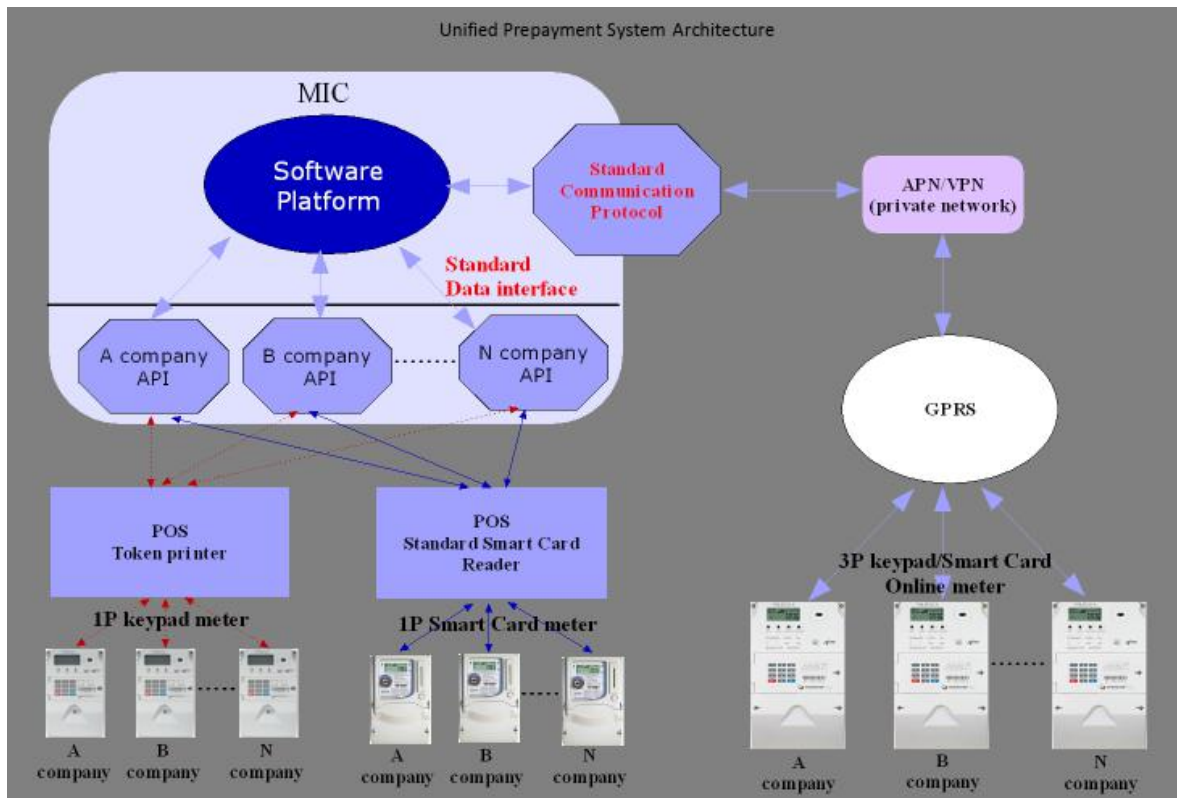 Unified Prepayment System Architecture
MIC
Software
Platform
Standard
Communication
Protocol
APN/VPN
(private network)
Standard
Data interface
A company
API
B company
API
N company
API
GPRS
POS
Token printer
POS
Standard Smart Card
Reader
3P keypad/Smart Card
Online meter
1P keypad meter
1P Smart Card meter
A
company
B
company
N
company
A
company
B
company
N
company
A
company
B
company
N
company